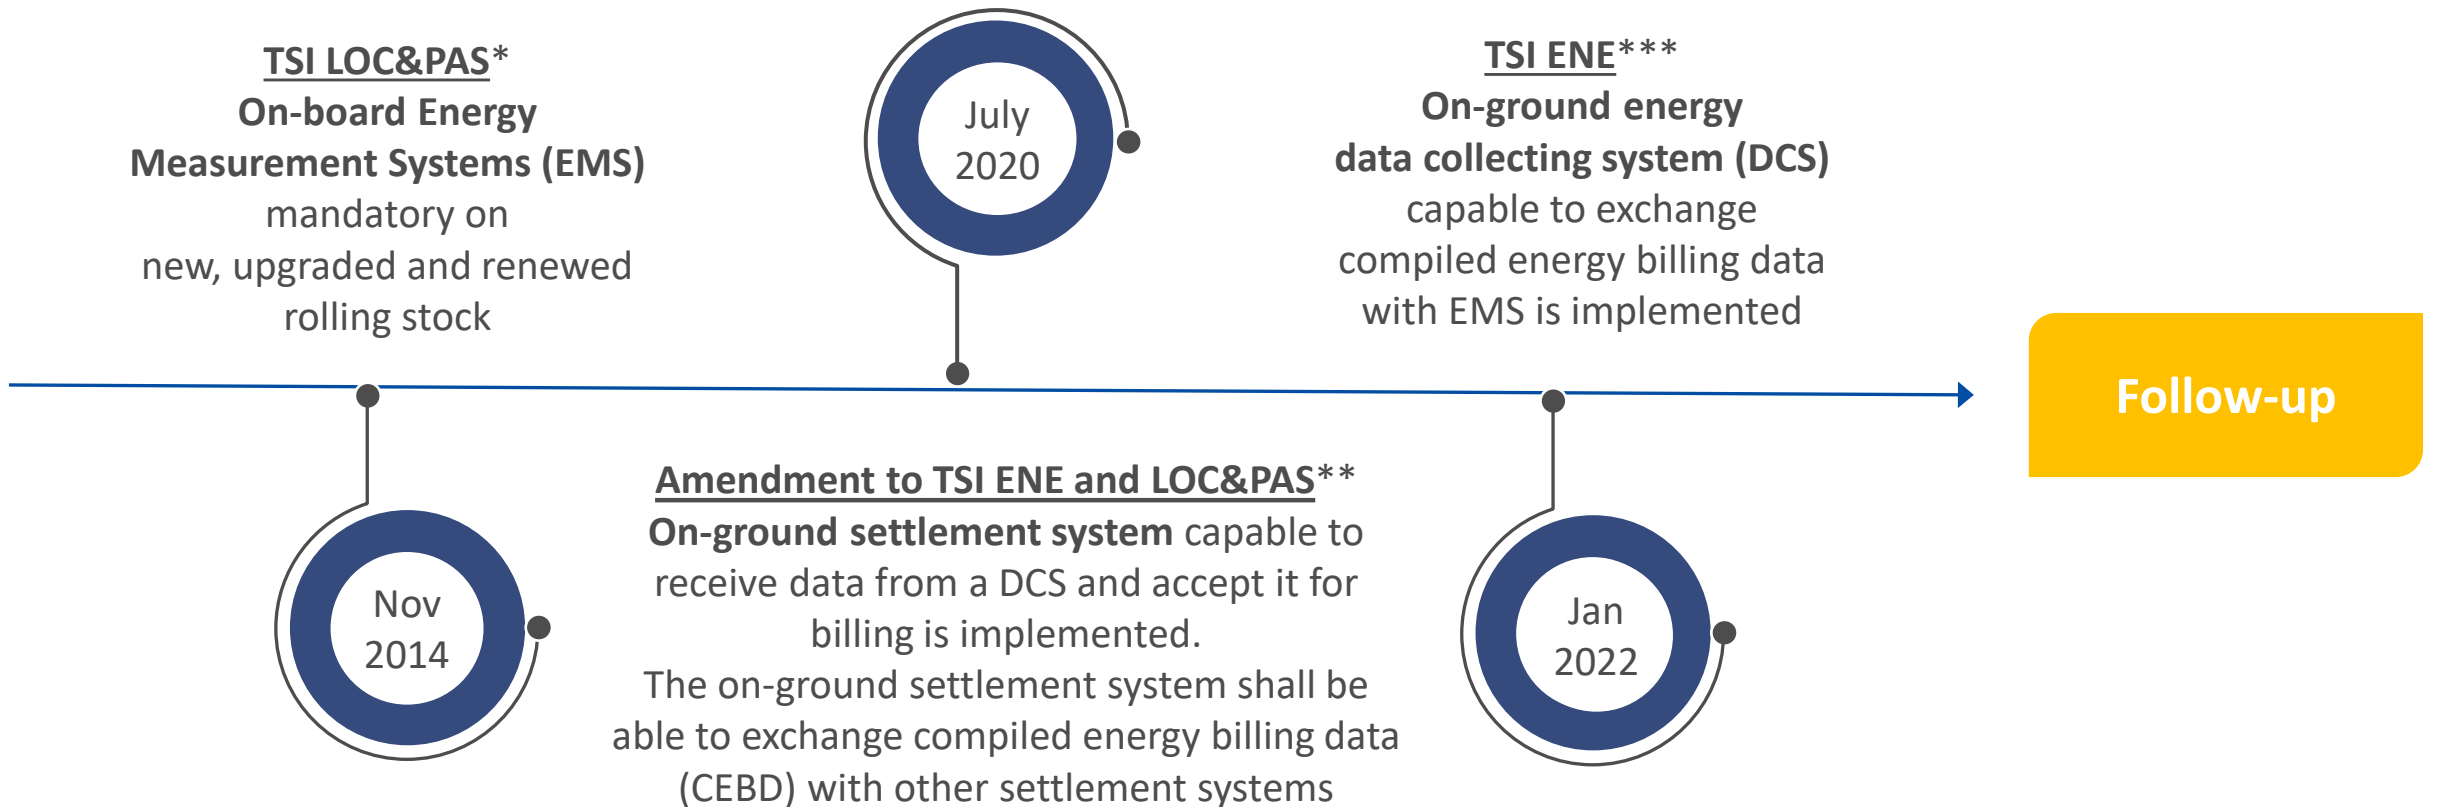 TSI LOC&PAS*
On-board Energy
Measurement Systems (EMS)
mandatory on
new, upgraded and renewed
rolling stock
Nov
2014
July
2020
Amendment to TSI ENE and LOC&PAS**
On-ground settlement system capable to
receive data from a DCS and accept it for
billing is implemented.
The on-ground settlement system shall be
able to exchange compiled energy billing data
(CEBD) with other settlement systems
TSI ENE***
On-ground energy
data collecting system (DCS)
capable to exchange
compiled energy billing data
with EMS is implemented
Jan
2022
Follow-up